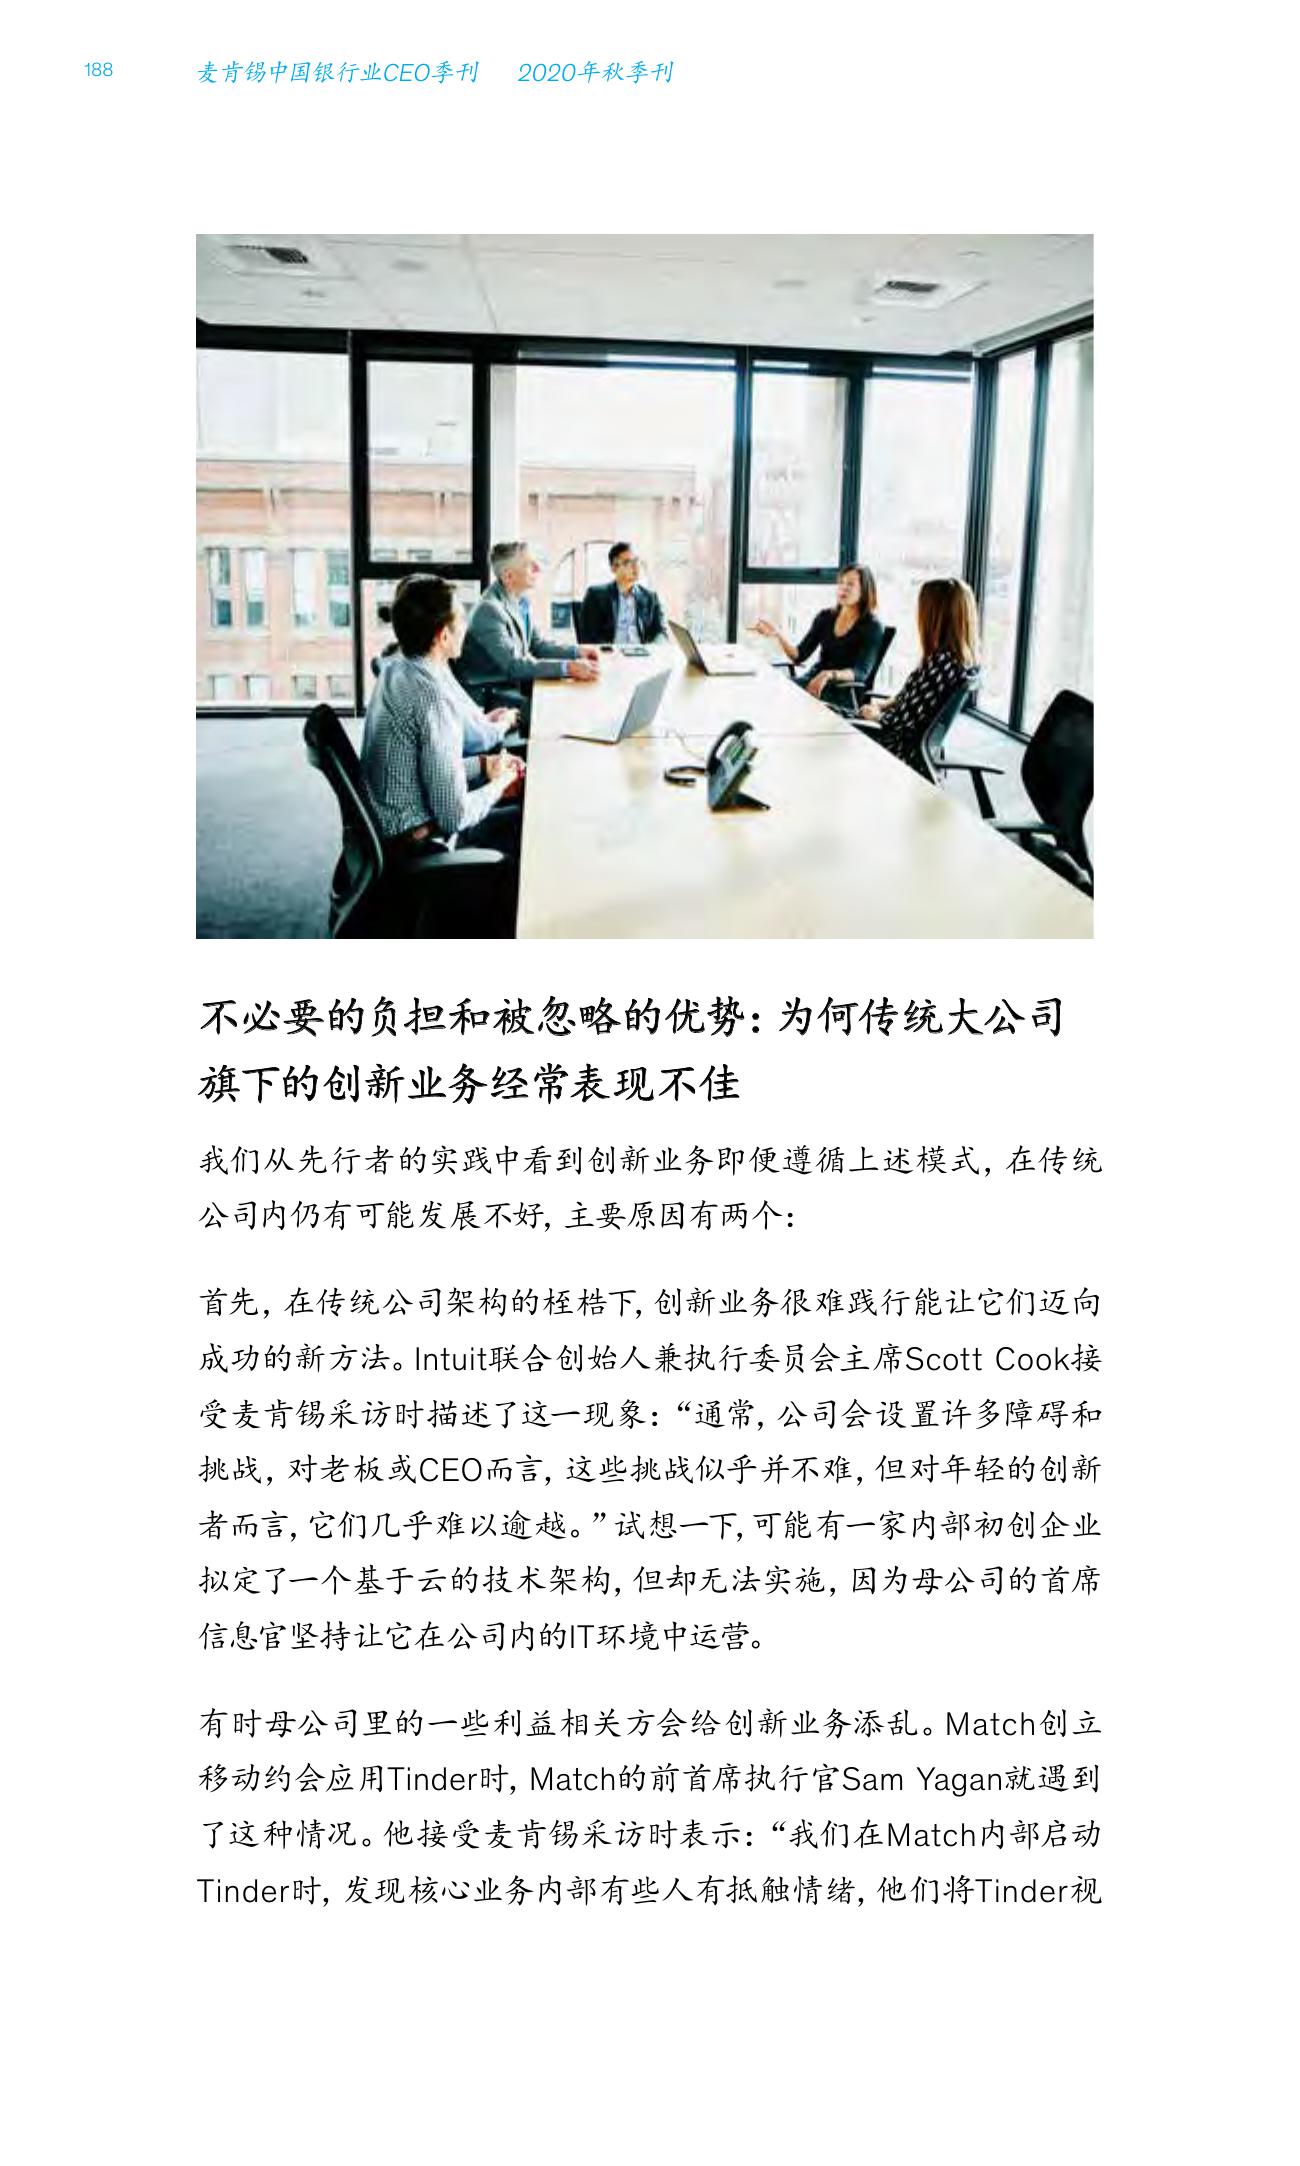 188 麦肯锡中国银行业CEO季刊 2020年秋季刊
不必要的负担和被忽略的优势：为何传统大公司
旗下的创新业务经常表现不佳
我们从先行者的实践中看到创新业务即便遵循上述模式，在传统
公司内仍有可能发展不好，主要原因有两个：
首先，在传统公司架构的桎梏下，创新业务很难践行能让它们迈向
成功的新方法。Intuit联合创始人兼执行委员会主席Scott Cook接
受麦肯锡采访时描述了这一现象：“通常，公司会设置许多障碍和
挑战，对老板或CEO而言，这些挑战似乎并不难，但对年轻的创新
者而言，它们几乎难以逾越。”试想一下，可能有一家内部初创企业
拟定了一个基于云的技术架构，但却无法实施，因为母公司的首席
信息官坚持让它在公司内的IT环境中运营。
有时母公司里的一些利益相关方会给创新业务添乱。Match创立
移动约会应用Tinder时，Match的前首席执行官Sam Yagan就遇到
了这种情况。他接受麦肯锡采访时表示：“我们在Match内部启动
Tinder时，发现核心业务内部有些人有抵触情绪，他们将Tinder视